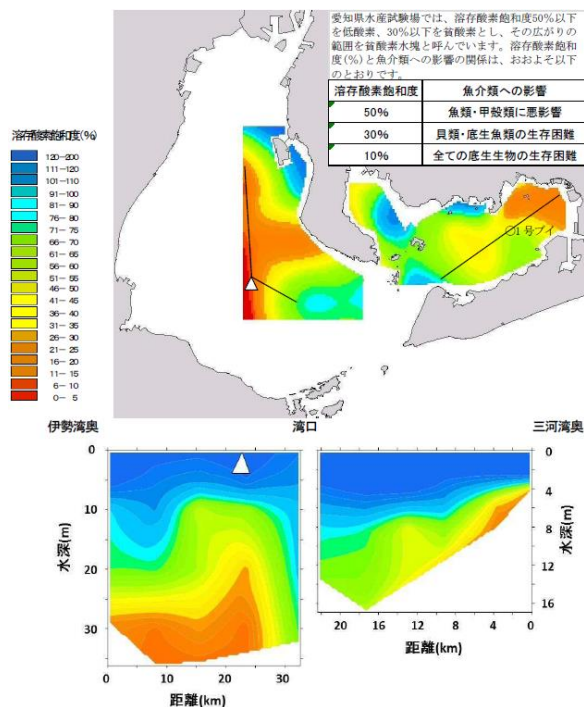 愛知県水産試験場では、溶存酸素飽和度50%以下
を低酸素、30%以下を貧酸素とし、その広がりの
範囲を貧酸素水塊と呼んでいます。溶存酸素飽和
度(%)と魚介類への影響の関係は、おおよそ以下
のとおりです。
溶存酸素飽和度 魚介類への影響
50% 魚類・甲殻類に悪影響
30% 貝類・底生魚類の生存困難
10% 全ての底生生物の生存困難
溶存酸素飽和度(%)
120-200
111-120
101-110
91-100
81-90
76-80
71-75
66-70
61-65
56-60
51-55
46-50
41-45
36-40
31-35
26-30
21-25
16-20
11-15
6-10
0-5
○1号ブイ
伊勢湾奥 湾口 三河湾奥
水深(m)
0
10
20
30
0 10 20 30
距離(km)
0
4
8
12
16
水深(m)
20 16 12 8 4 0
距離(km)